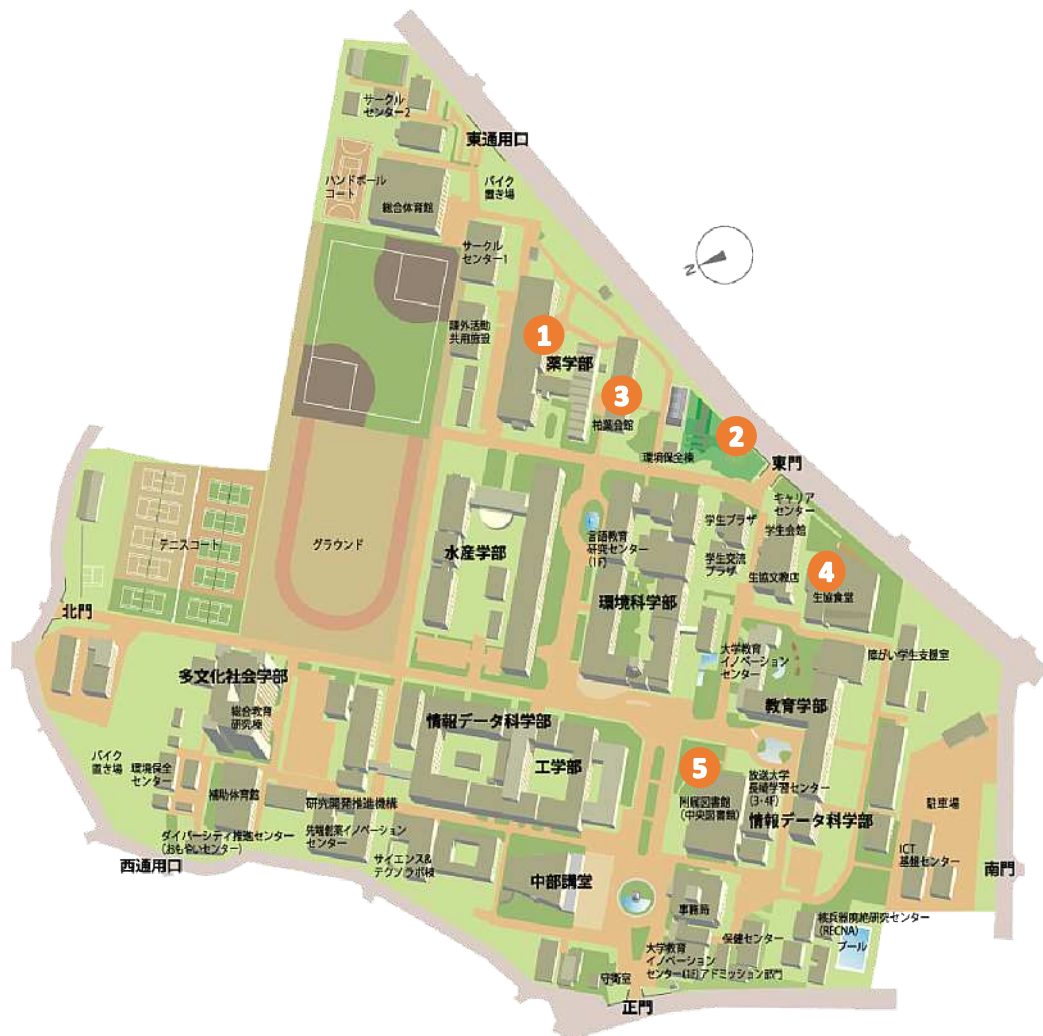 サークル
センター2
東通用口
ハンドボール
コート
バイク
置き場
総合体育館
サークル
センター1
N
課外活動
共用施設
1
薬学部
3
柏葉会館
2
環境保全棟
東門
キャリア
センター
学生プラザ
学生会館
言語教育
研究センター
(1F)
テニスコート
グラウンド
水産学部
学生交流
プラザ
生協文教店
4
生協食堂
環境科学部
北門
大学教育
イノベーション
センター
障がい学生支援室
多文化社会学部
総合教育
研究棟
教育学部
情報データ科学部
バイク
置き場
環境保全
センター
工学部
5
放送大学
長崎学習センター
(3・4F)
補助体育館
研究開発推進機構
附属図書館
(中央図書館)
駐車場
情報データ科学部
ダイバーシティ推進センター
(おもやいセンター)
先端創薬イノベーション
センター
ICT
基盤センター
西通用口
サイエンス&
テクノラボ棟
南門
中部講堂
事務局
核兵器廃絶研究センター
(RECNA)
プール
保健センター
大学教育
イノベーション
センター(1F)アドミッション部門
守衛室
正門